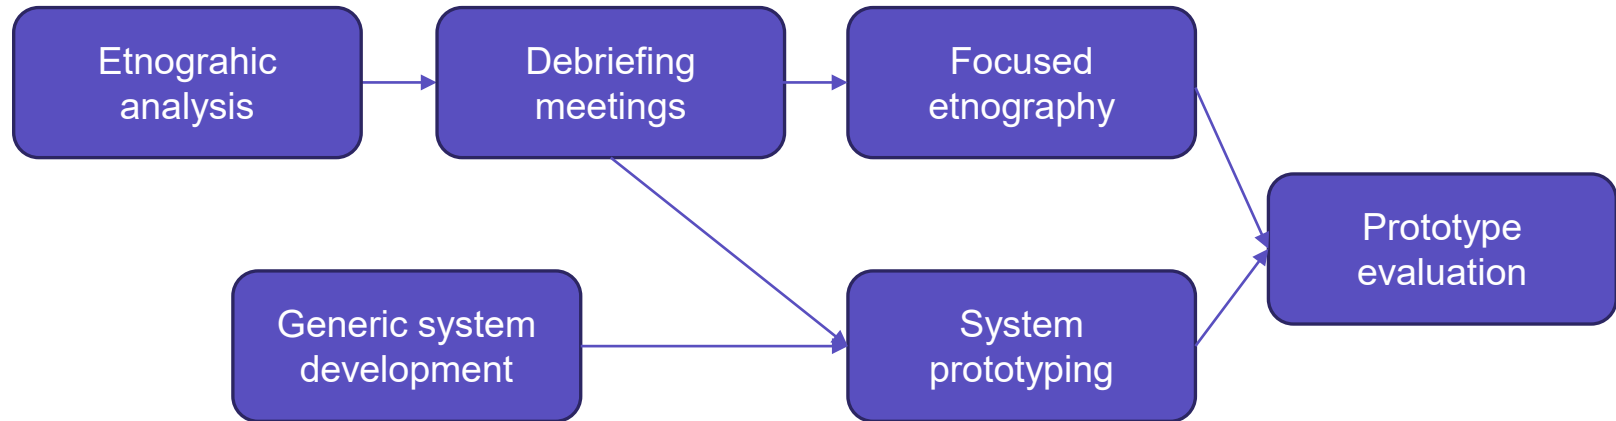 Etnograhic
analysis
Debriefing
meetings
Focused
etnography
Prototype
evaluation
Generic system
development
System
prototyping